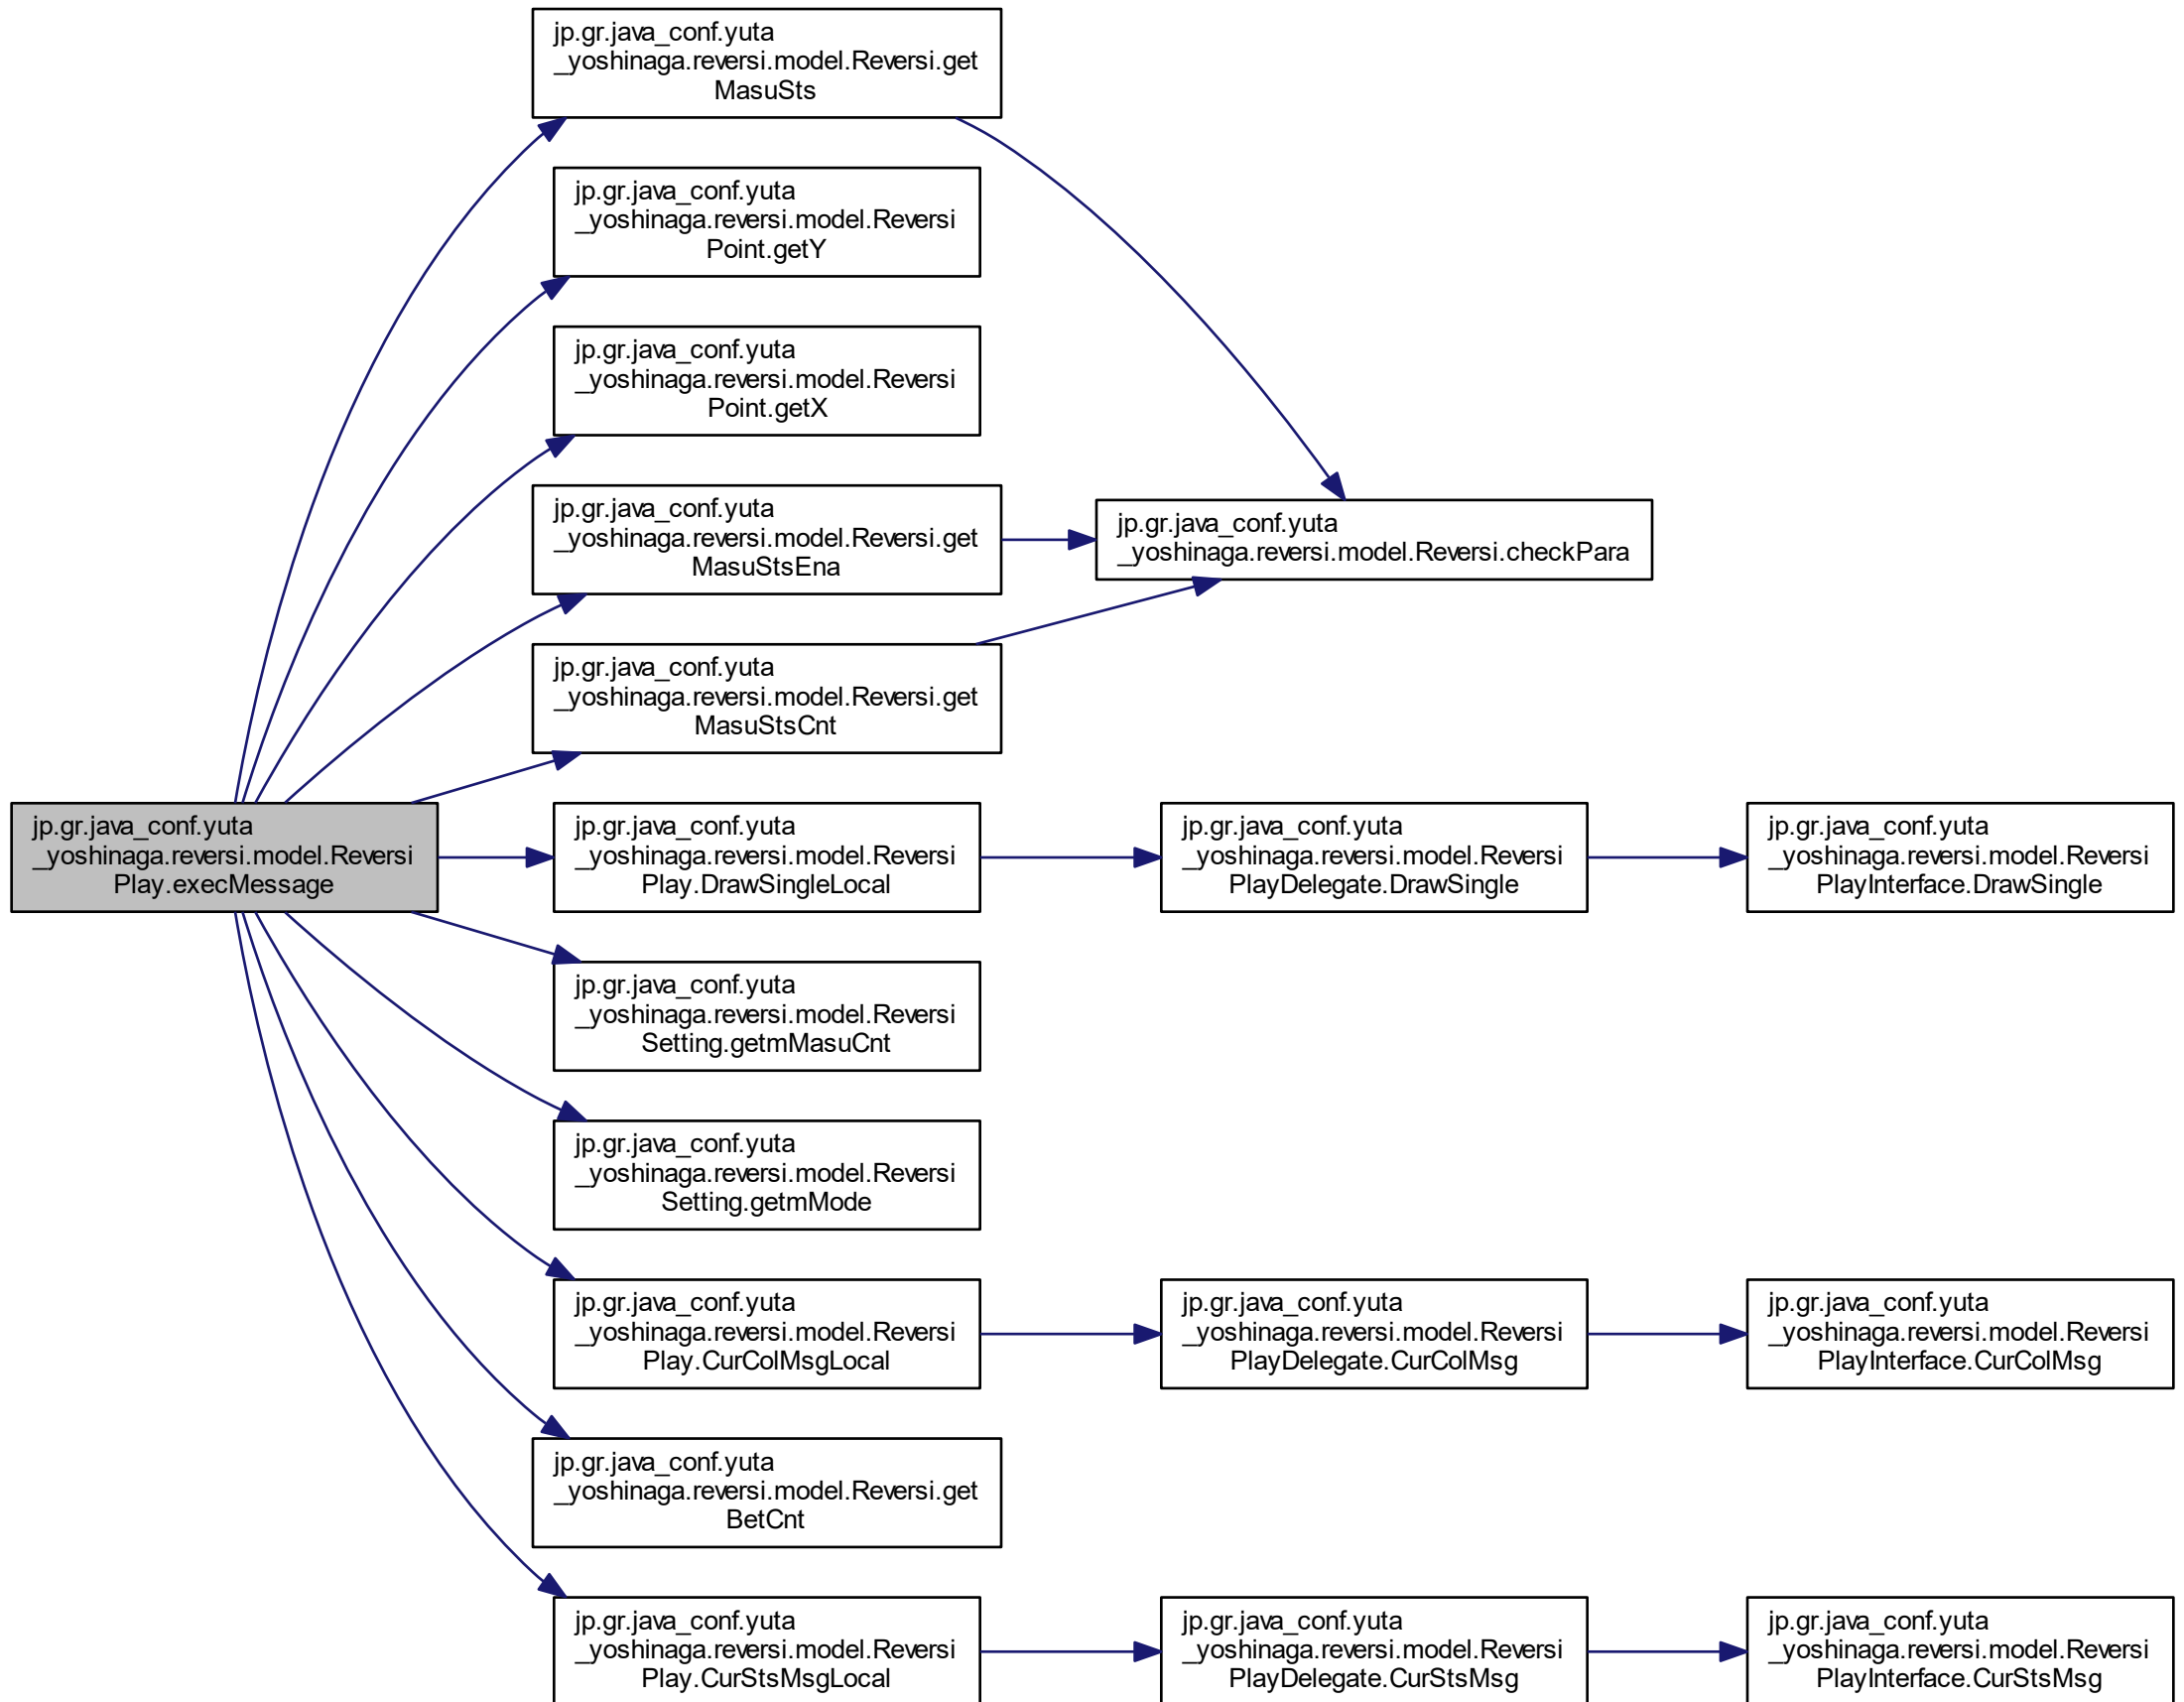 jp.gr.java_conf.yuta
_yoshinaga.reversi.model.Reversi.get
MasuSts
jp.gr.java_conf.yuta
_yoshinaga.reversi.model.Reversi
Point.getY
jp.gr.java_conf.yuta
_yoshinaga.reversi.model.Reversi
Point.getX
jp.gr.java_conf.yuta
_yoshinaga.reversi.model.Reversi.get
MasuStsEna
jp.gr.java_conf.yuta
_yoshinaga.reversi.model.Reversi.checkPara
jp.gr.java_conf.yuta
_yoshinaga.reversi.model.Reversi.get
MasuStsCnt
jp.gr.java_conf.yuta
_yoshinaga.reversi.model.Reversi
Play.execMessage
jp.gr.java_conf.yuta
_yoshinaga.reversi.model.Reversi
Play.DrawSingleLocal
jp.gr.java_conf.yuta
_yoshinaga.reversi.model.Reversi
PlayDelegate.DrawSingle
jp.gr.java_conf.yuta
_yoshinaga.reversi.model.Reversi
PlayInterface.DrawSingle
jp.gr.java_conf.yuta
_yoshinaga.reversi.model.Reversi
Setting.getmMasuCnt
jp.gr.java_conf.yuta
_yoshinaga.reversi.model.Reversi
Setting.getmMode
jp.gr.java_conf.yuta
_yoshinaga.reversi.model.Reversi
Play.CurColMsgLocal
jp.gr.java_conf.yuta
_yoshinaga.reversi.model.Reversi
PlayDelegate.CurColMsg
jp.gr.java_conf.yuta
_yoshinaga.reversi.model.Reversi
PlayInterface.CurColMsg
jp.gr.java_conf.yuta
_yoshinaga.reversi.model.Reversi.get
BetCnt
jp.gr.java_conf.yuta
_yoshinaga.reversi.model.Reversi
Play.CurStsMsgLocal
jp.gr.java_conf.yuta
_yoshinaga.reversi.model.Reversi
PlayDelegate.CurStsMsg
jp.gr.java_conf.yuta
_yoshinaga.reversi.model.Reversi
PlayInterface.CurStsMsg